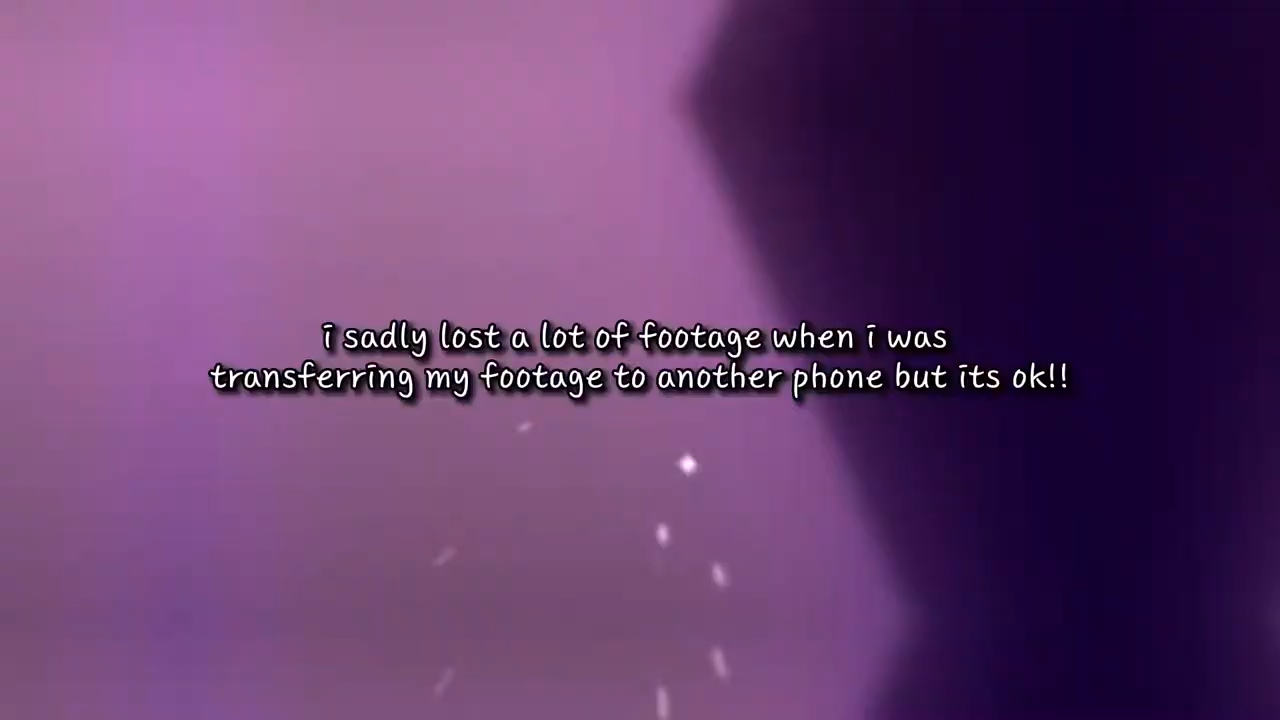 i sadly lost a lot of footage when i was
transferring my footage to another phone but its ok!!